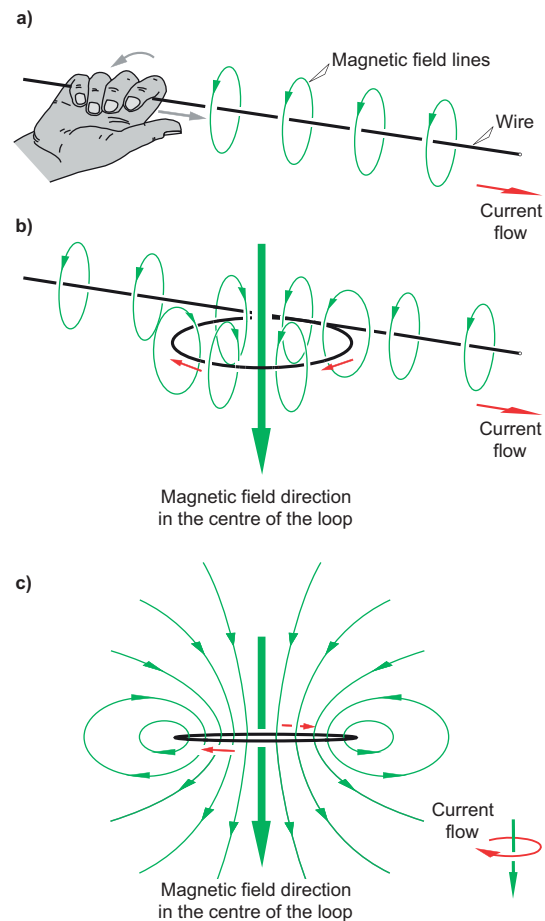 a)
Magnetic field lines
Wire
Current
flow
b)
Current
flow
Magnetic field direction
in the centre of the loop
c)
Current
flow
Magnetic field direction
in the centre of the loop